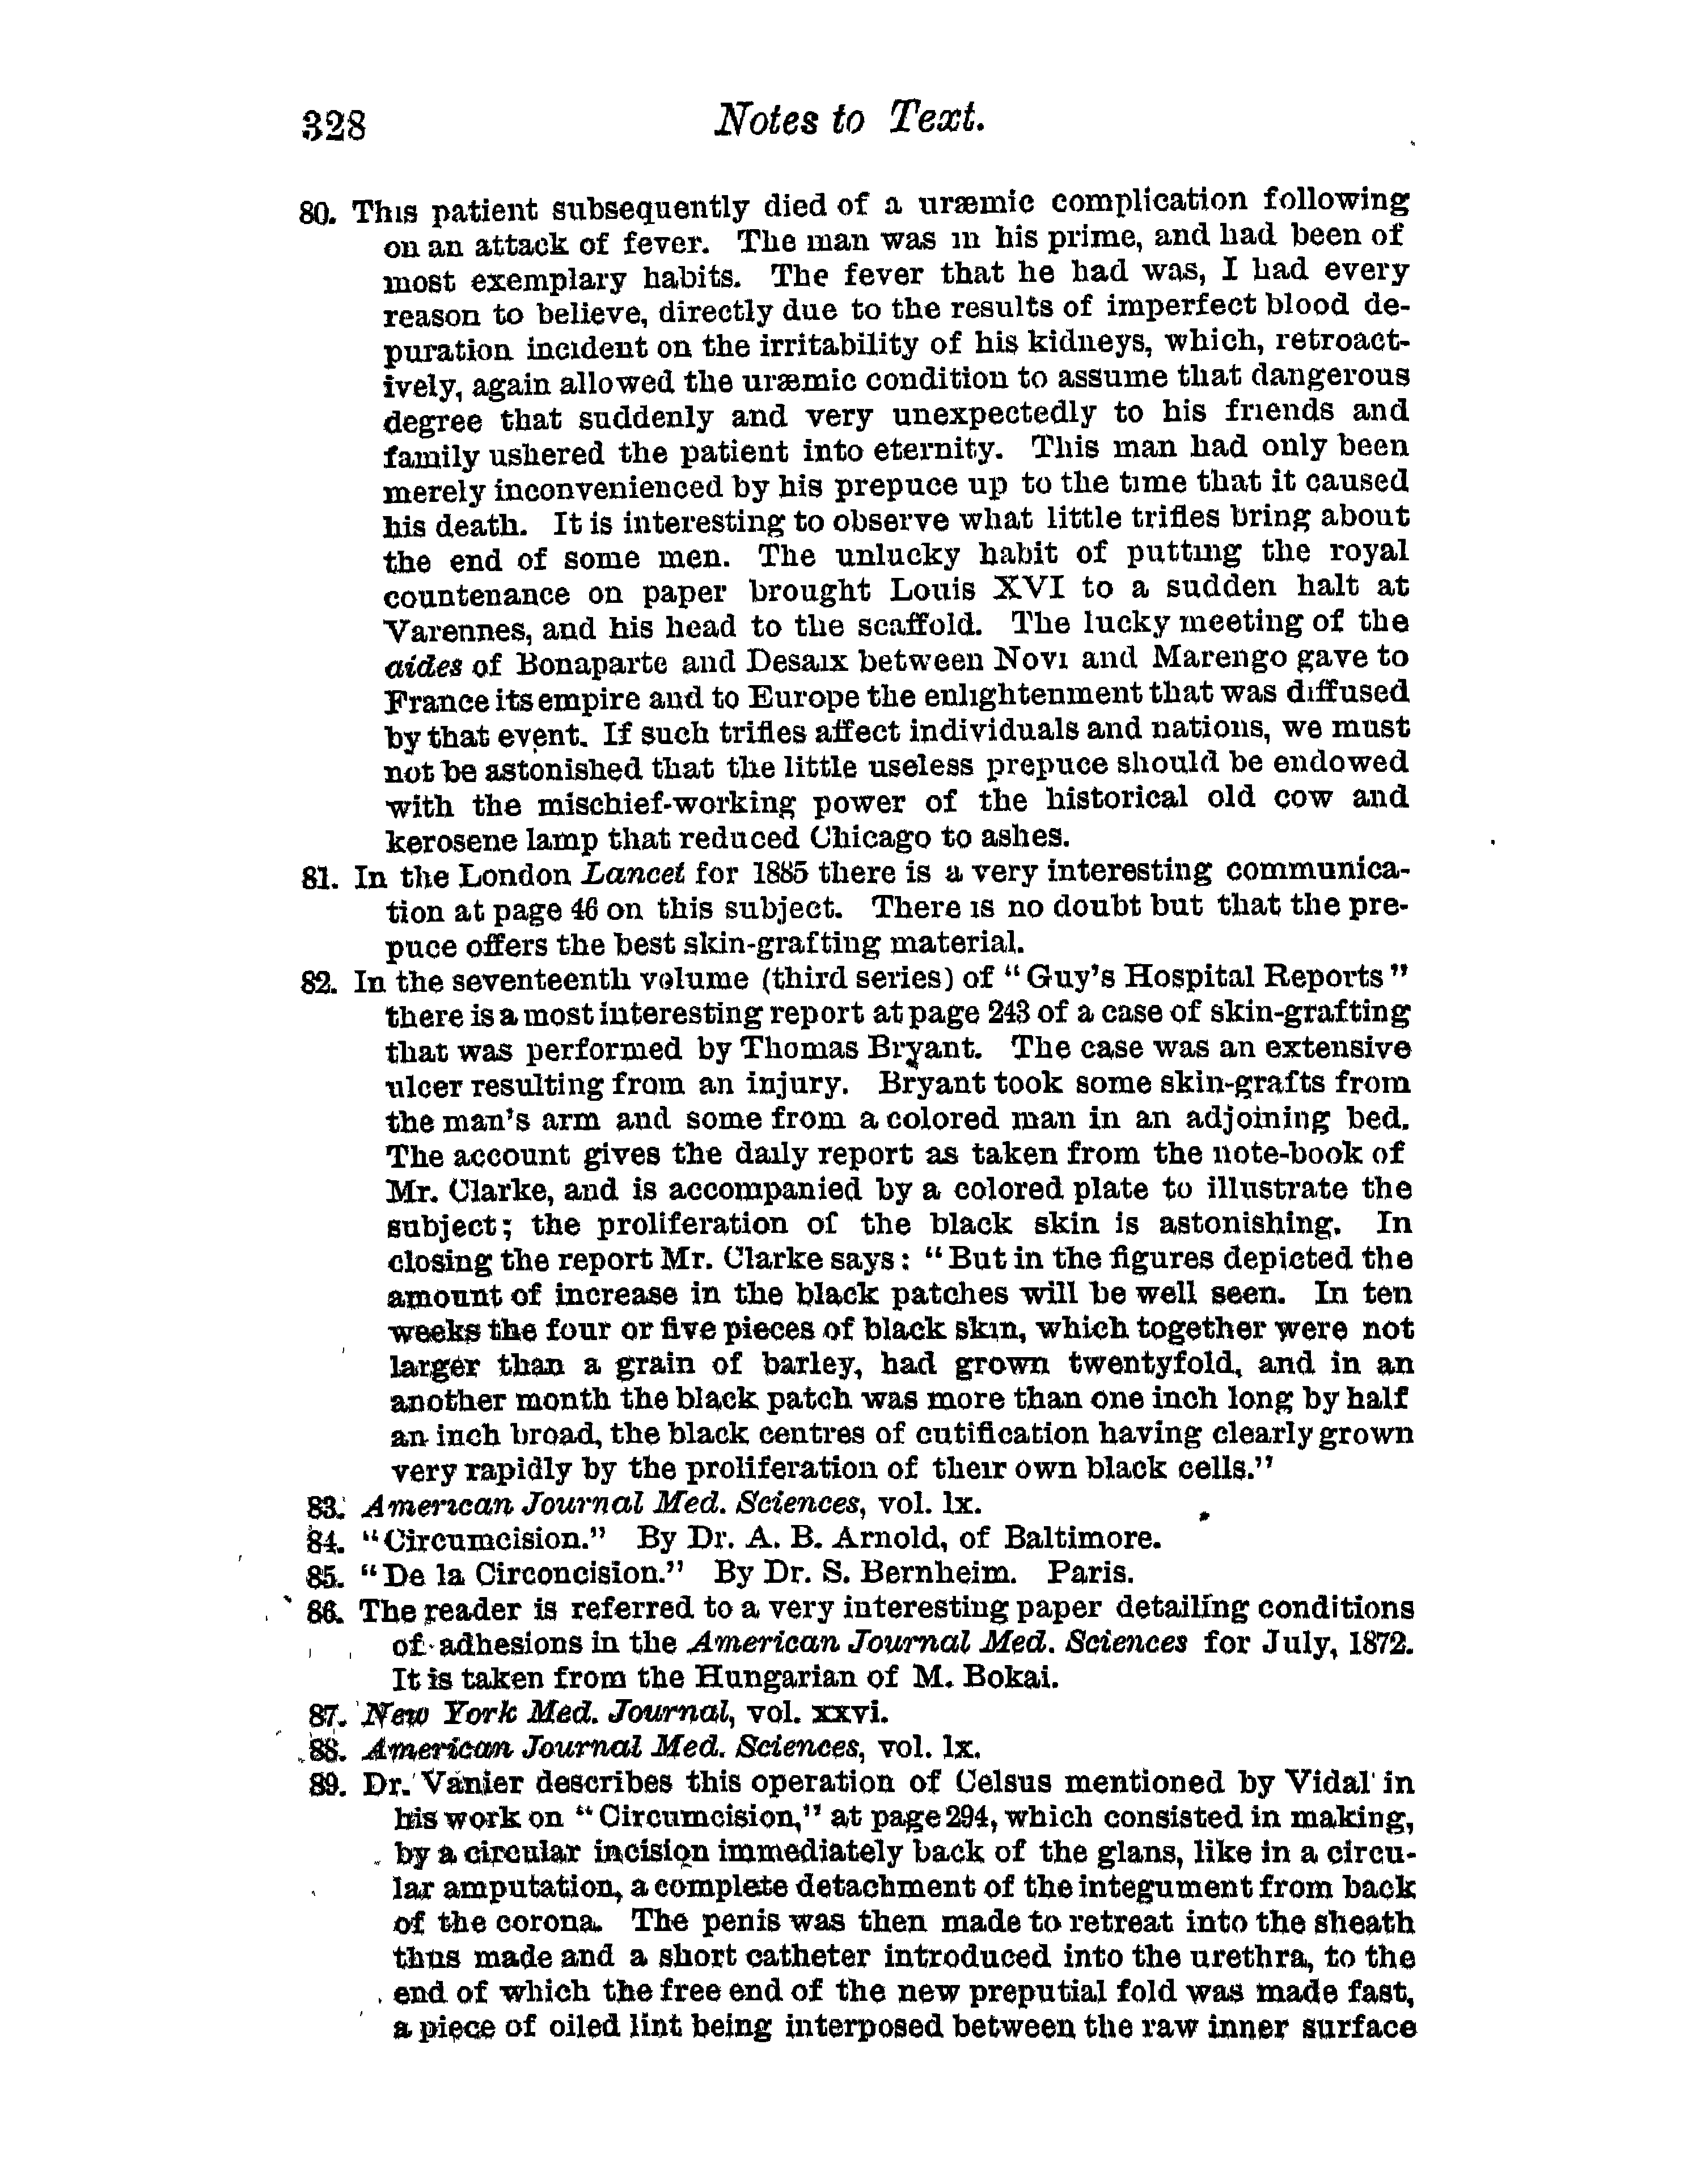 328 Notes to Text.
80. This patient subsequently died of a uræmic complication following
on an attack of fever. The man was in his prime, and had been of
most exemplary habits. The fever that he had was, I had every
reason to believe, directly due to the results of imperfect blood de-
puration incident on the irritability of his kidneys, which, retroact-
ively, again allowed the uræmic condition to assume that dangerous
degree that suddenly and very unexpectedly to his friends and
family ushered the patient into eternity. This man had only been
merely inconvenienced by his prepuce up to the time that it caused
his death. It is interesting to observe what little trifles bring about
the end of some men. The unlucky habit of putting the royal
countenance on paper brought Louis XVI to a sudden halt at
Varennes, and his head to the scaffold. The lucky meeting of the
aides of Bonaparte and Desaix between Novi and Marengo gave to
France its empire and to Europe the enlightenment that was diffused
by that event. If such trifles affect individuals and nations, we must
not be astonished that the little useless prepuce should be endowed
with the mischief-working power of the historical old cow and
kerosene lamp that reduced Chicago to ashes.
81. In the London Lancet for 1885 there is a very interesting communica-
tion at page 46 on this subject. There is no doubt but that the pre-
puce offers the best skin-grafting material.
82. In the seventeenth volume (third series) of "Guy's Hospital Reports"
there is a most interesting report at page 243 of a case of skin-grafting
that was performed by Thomas Bryant. The case was an extensive
ulcer resulting from an injury. Bryant took some skin-grafts from
the man's arm and some from a colored man in an adjoining bed.
The account gives the daily report as taken from the note-book of
Mr. Clarke, and is accompanied by a colored plate to illustrate the
subject; the proliferation of the black skin is astonishing. In
closing the report Mr. Clarke says: "But in the figures depicted the
amount of increase in the black patches will be well seen. In ten
weeks the four or five pieces of black skin, which together were not
larger than a grain of barley, had grown twentyfold, and in an
another month the black patch was more than one inch long by half
an inch broad, the black centres of cutification having clearly grown
very rapidly by the proliferation of their own black cells."
83. American Journal Med. Sciences, vol. lx.
84. "Circumcision." By Dr. A. B. Arnold, of Baltimore.
85. "De la Circoncision." By Dr. S. Bernheim. Paris.
86. The reader is referred to a very interesting paper detailing conditions
of adhesions in the American Journal Med. Sciences for July, 1872.
It is taken from the Hungarian of M. Bokai.
87. New York Med. Journal, vol. xxvi.
88. American Journal Med. Sciences, vol. lx.
89. Dr. Vanier describes this operation of Celsus mentioned by Vidal in
his work on "Circumcision," at page 294, which consisted in making,
by a circular incision immediately back of the glans, like in a circu-
lar amputation, a complete detachment of the integument from back
of the corona. The penis was then made to retreat into the sheath
thus made and a short catheter introduced into the urethra, to the
end of which the free end of the new preputial fold was made fast,
a piece of oiled lint being interposed between the raw inner surface